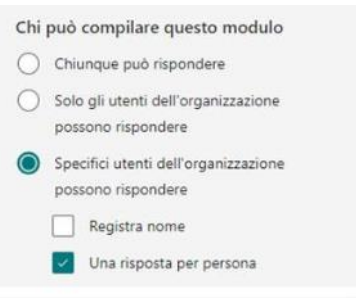 Chi può compilare questo modulo
Chiunque può rispondere
Solo gli utenti dell'organizzazione
possono rispondere
Specifici utenti dell'organizzazione
possono rispondere
Registra nome
Una risposta per persona